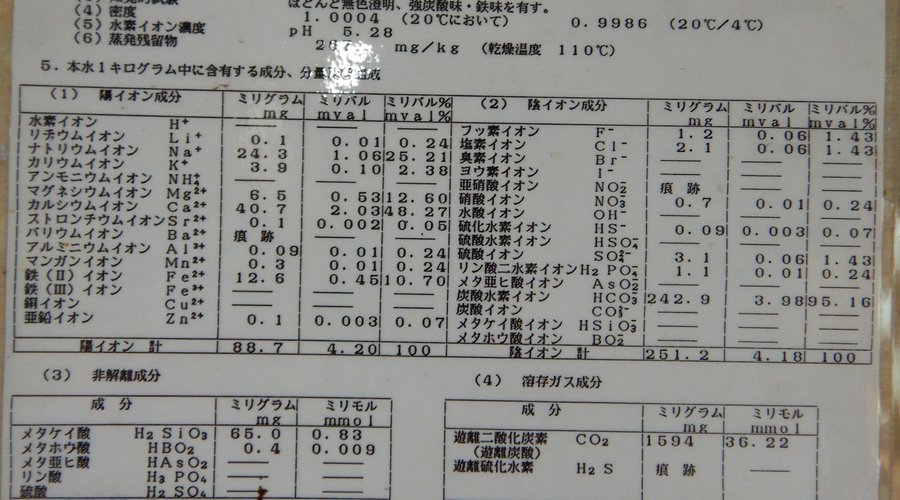 (4) 密度 1.0004 (20℃において) 0.9986 (20℃/4℃)
ほとんど無色澄明、強炭酸味・鉄味を有す。
(5) 水素イオン濃度 pH 5.28
(6) 蒸発残留物 mg/kg (乾燥温度 110℃)
5. 本水1キログラム中に含有する成分、分量及び組成
(1) 陽イオン成分 ミリグラム mg ミリバル mval ミリバル% mval%
水素イオン H⁺ ―― ―― ――
リチウムイオン Li⁺ 0.1 0.01 0.24
ナトリウムイオン Na⁺ 24.3 1.06 25.21
カリウムイオン K⁺ 3.9 0.10 2.38
アンモニウムイオン NH₄⁺ ―― ―― ――
マグネシウムイオン Mg²⁺ 6.5 0.53 12.60
カルシウムイオン Ca²⁺ 40.7 2.03 48.27
ストロンチウムイオン Sr²⁺ 0.1 0.002 0.05
バリウムイオン Ba²⁺ 痕跡 ―― ――
アルミニウムイオン Al³⁺ 0.09 0.01 0.24
マンガンイオン Mn²⁺ 0.3 0.01 0.24
鉄(II)イオン Fe²⁺ 12.6 0.45 10.70
鉄(III)イオン Fe³⁺ ―― ―― ――
銅イオン Cu²⁺ ―― ―― ――
亜鉛イオン Zn²⁺ 0.1 0.003 0.07
陽イオン 計 88.7 4.20 100
(2) 陰イオン成分 ミリグラム mg ミリバル mval ミリバル% mval%
フッ素イオン F⁻ 1.2 0.06 1.43
塩素イオン Cl⁻ 2.1 0.06 1.43
臭素イオン Br⁻ ―― ―― ――
ヨウ素イオン I⁻ ―― ―― ――
亜硝酸イオン NO₂⁻ 痕跡 ―― ――
硝酸イオン NO₃⁻ 0.7 0.01 0.24
水酸イオン OH⁻ ―― ―― ――
硫化水素イオン HS⁻ 0.09 0.003 0.07
硫酸水素イオン HSO₄⁻ ―― ―― ――
硫酸イオン SO₄²⁻ 3.1 0.06 1.43
リン酸二水素イオン H₂PO₄⁻ 1.1 0.01 0.24
メタ亜ヒ酸イオン AsO₂⁻ ―― ―― ――
炭酸水素イオン HCO₃⁻ 242.9 3.98 95.16
炭酸イオン CO₃²⁻ ―― ―― ――
メタケイ酸イオン HSiO₃⁻ ―― ―― ――
メタホウ酸イオン BO₂⁻ ―― ―― ――
陰イオン 計 251.2 4.18 100
(3) 非解離成分
成分 ミリグラム mg ミリモル mmol
メタケイ酸 H₂SiO₃ 65.0 0.83
メタホウ酸 HBO₂ 0.4 0.009
メタ亜ヒ酸 HAsO₂ ―― ――
リン酸 H₃PO₄ ―― ――
硫酸 H₂SO₄ ―― ――
(4) 溶存ガス成分
成分 ミリグラム mg ミリモル mmol
遊離二酸化炭素 CO₂ 1594 36.22
(遊離炭酸)
遊離硫化水素 H₂S 痕跡 ――